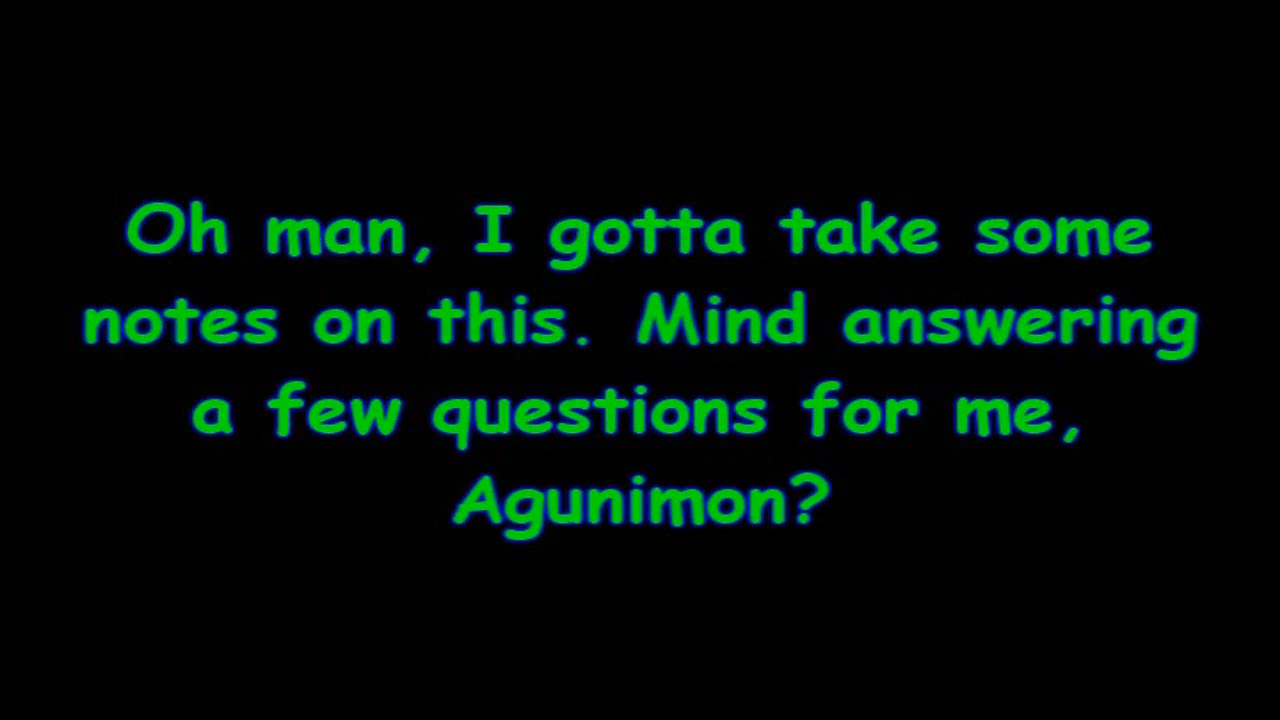 Oh man, I gotta take some
notes on this. Mind answering
a few questions for me,
Agunimon?